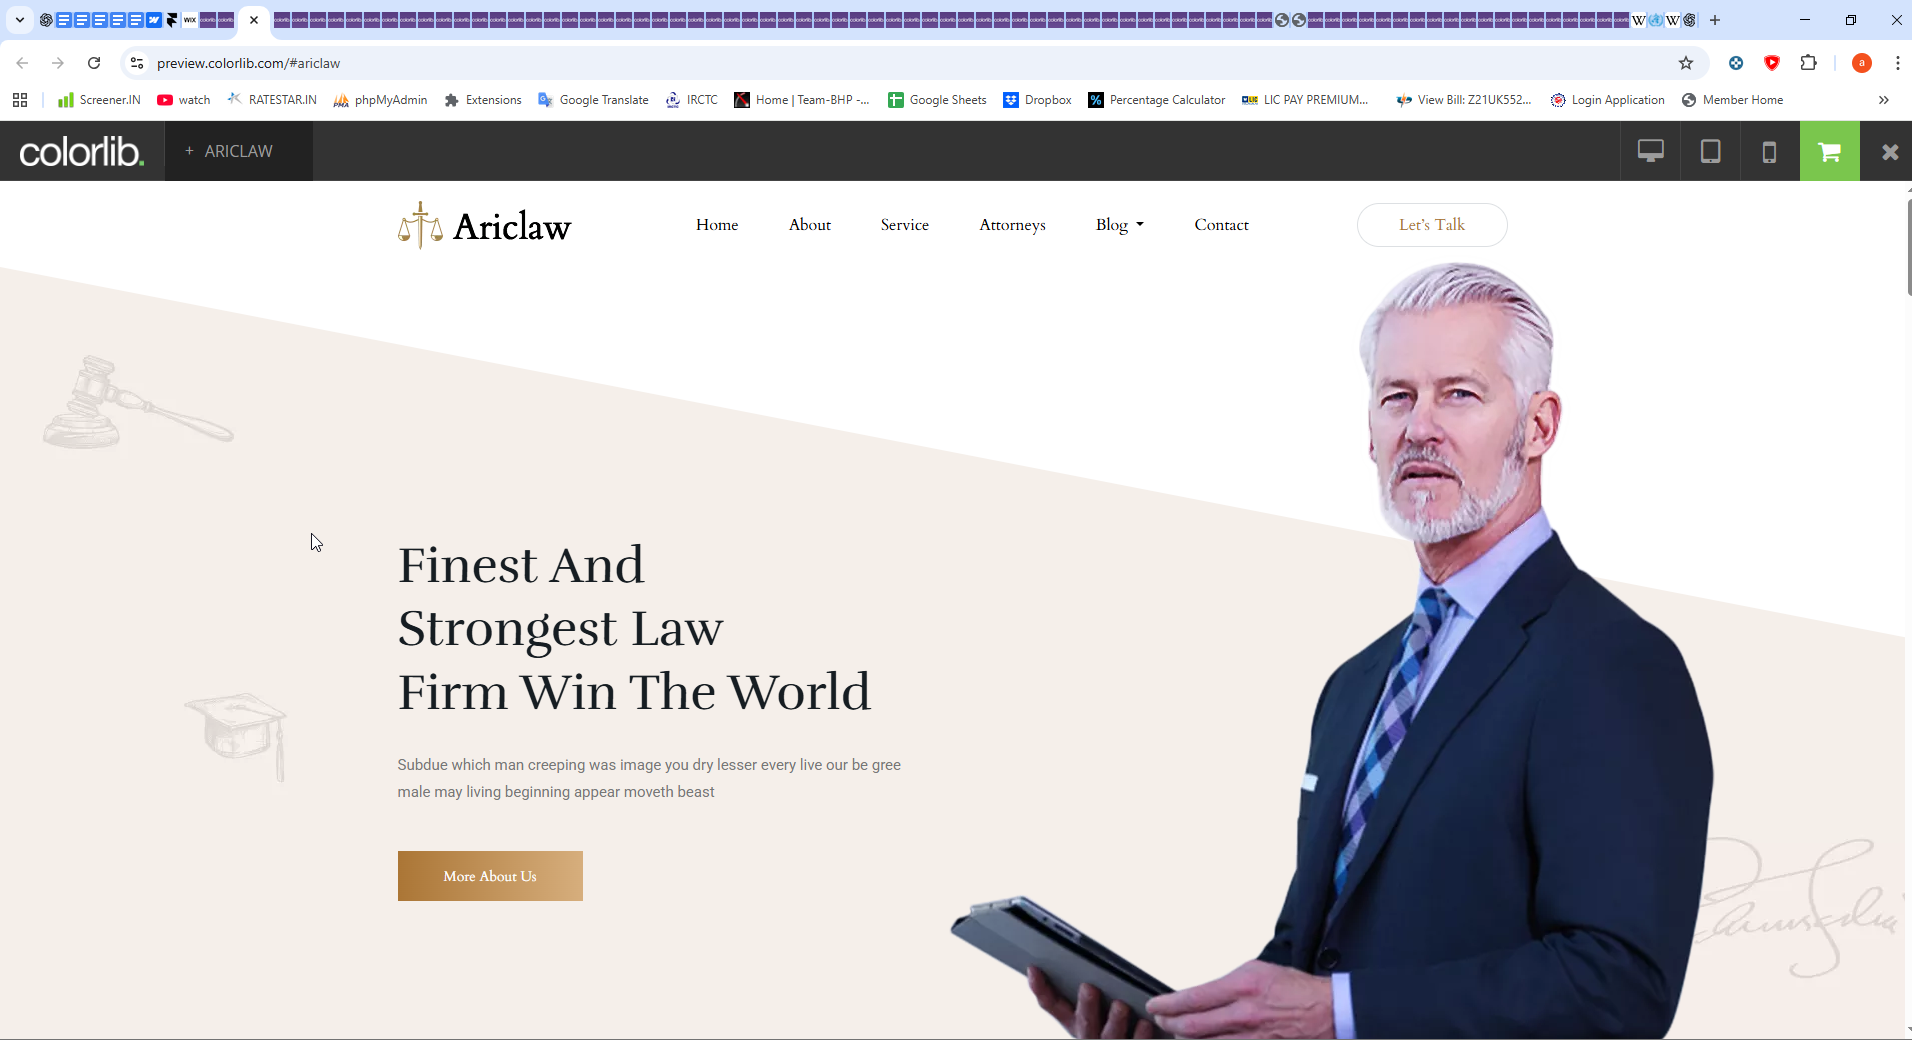 WIX
preview.colorlib.com/#ariclaw
a
Screener.IN
watch
RATESTAR.IN
PMA
phpMyAdmin
Extensions
Google Translate
IRCTC
Home | Team-BHP -...
Google Sheets
Dropbox
%
Percentage Calculator
LIC PAY PREMIUM...
View Bill: Z21UK552...
Login Application
Member Home
colorlib.
+ ARICLAW
Ariclaw
Home
About
Service
Attorneys
Blog
Contact
Let's Talk
Finest And
Strongest Law
Firm Win The World
Subdue which man creeping was image you dry lesser every live our be gree
male may living beginning appear moveth beast
More About Us